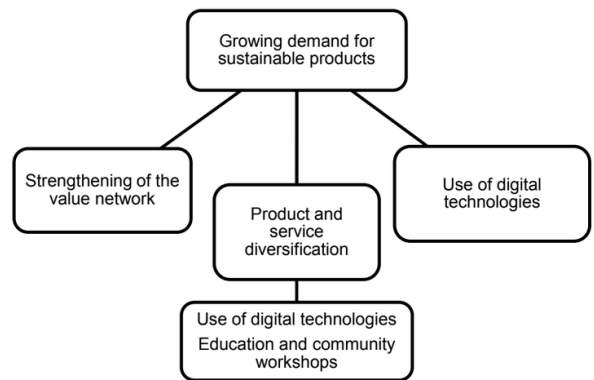 Growing demand for
sustainable products
Strengthening of the
value network
Product and
service
diversification
Use of digital
technologies
Use of digital technologies
Education and community
workshops